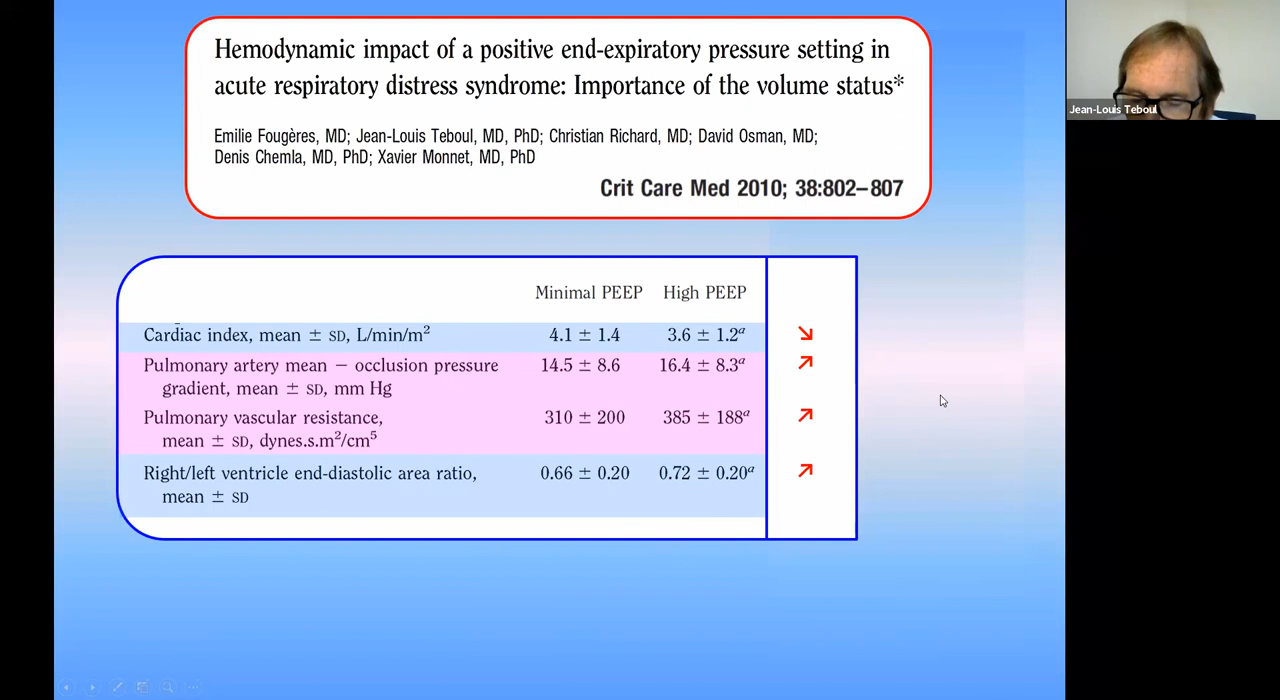 Hemodynamic impact of a positive end-expiratory pressure setting in
acute respiratory distress syndrome: Importance of the volume status*
Emilie Fougères, MD; Jean-Louis Teboul, MD, PhD; Christian Richard, MD; David Osman, MD;
Denis Chemla, MD, PhD; Xavier Monnet, MD, PhD
Crit Care Med 2010; 38:802–807
Jean-Louis Teboul
Minimal PEEP High PEEP
Cardiac index, mean ± SD, L/min/m² 4.1 ± 1.4 3.6 ± 1.2ᵃ ↘
Pulmonary artery mean − occlusion pressure 14.5 ± 8.6 16.4 ± 8.3ᵃ ↗
gradient, mean ± SD, mm Hg
Pulmonary vascular resistance, 310 ± 200 385 ± 188ᵃ ↗
mean ± SD, dynes.s.m²/cm⁵
Right/left ventricle end-diastolic area ratio, 0.66 ± 0.20 0.72 ± 0.20ᵃ ↗
mean ± SD